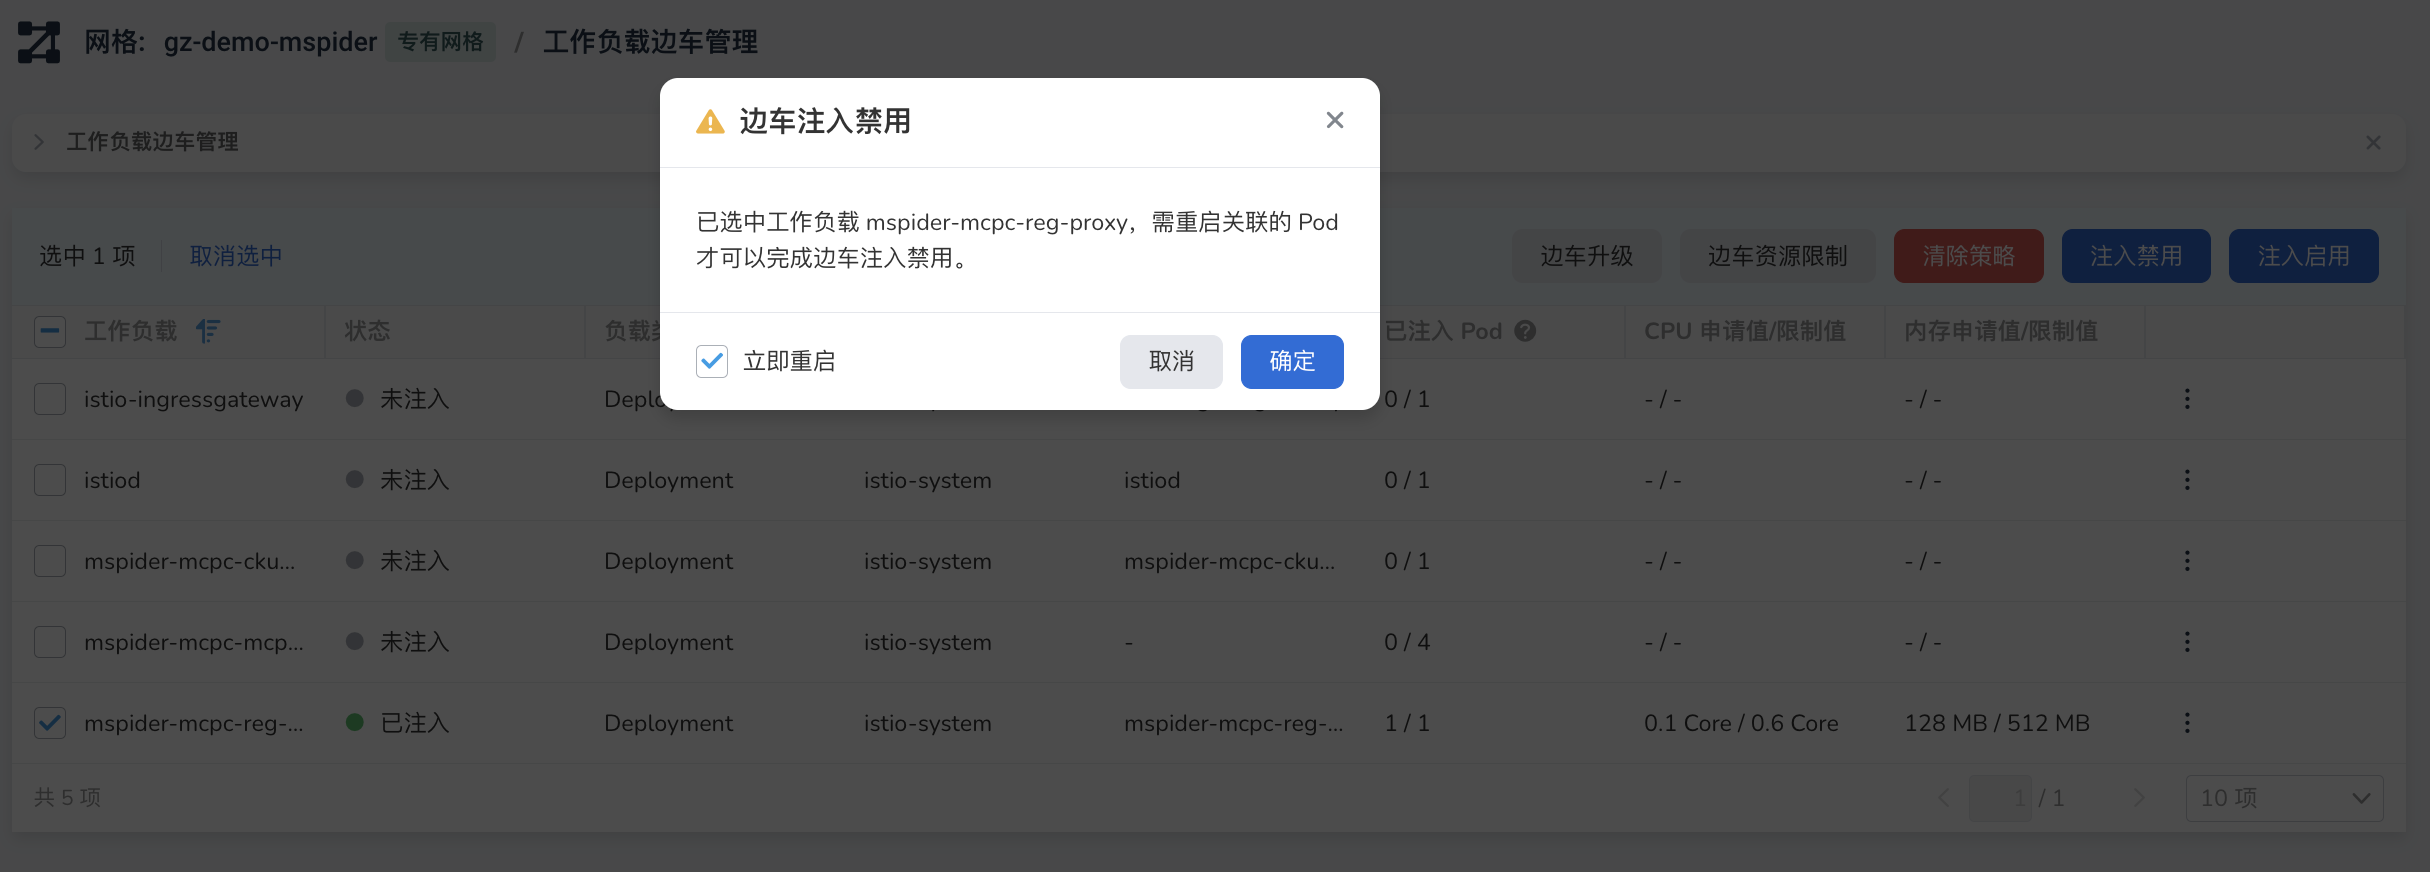 网格： gz-demo-mspider 专有网格 / 工作负载边车管理
工作负载边车管理
边车注入禁用
已选中工作负载 mspider-mcpc-reg-proxy，需重启关联的 Pod
才可以完成边车注入禁用。
立即重启 取消 确定
选中 1 项 取消选中 边车升级 边车资源限制 清除策略 注入禁用 注入启用
工作负载 状态 负载 已注入 Pod CPU 申请值/限制值 内存申请值/限制值
istio-ingressgateway 未注入 0 / 1 - / - - / -
istiod 未注入 Deployment istio-system istiod 0 / 1 - / - - / -
mspider-mcpc-cku... 未注入 Deployment istio-system mspider-mcpc-cku... 0 / 1 - / - - / -
mspider-mcpc-mcp... 未注入 Deployment istio-system - 0 / 4 - / - - / -
mspider-mcpc-reg-... 已注入 Deployment istio-system mspider-mcpc-reg-... 1 / 1 0.1 Core / 0.6 Core 128 MB / 512 MB
共 5 项 1 / 1 10 项